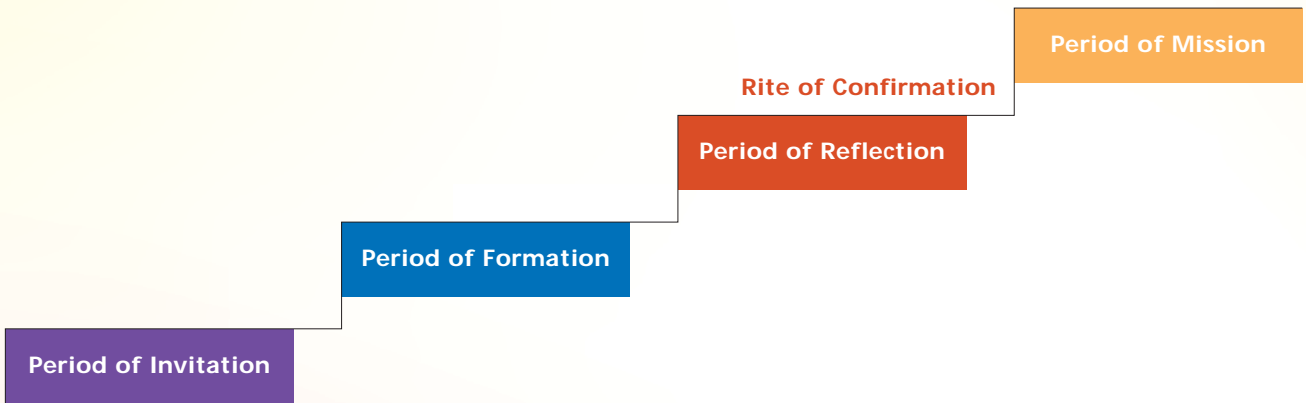 Period of Mission
Rite of Confirmation
Period of Reflection
Period of Formation
Period of Invitation